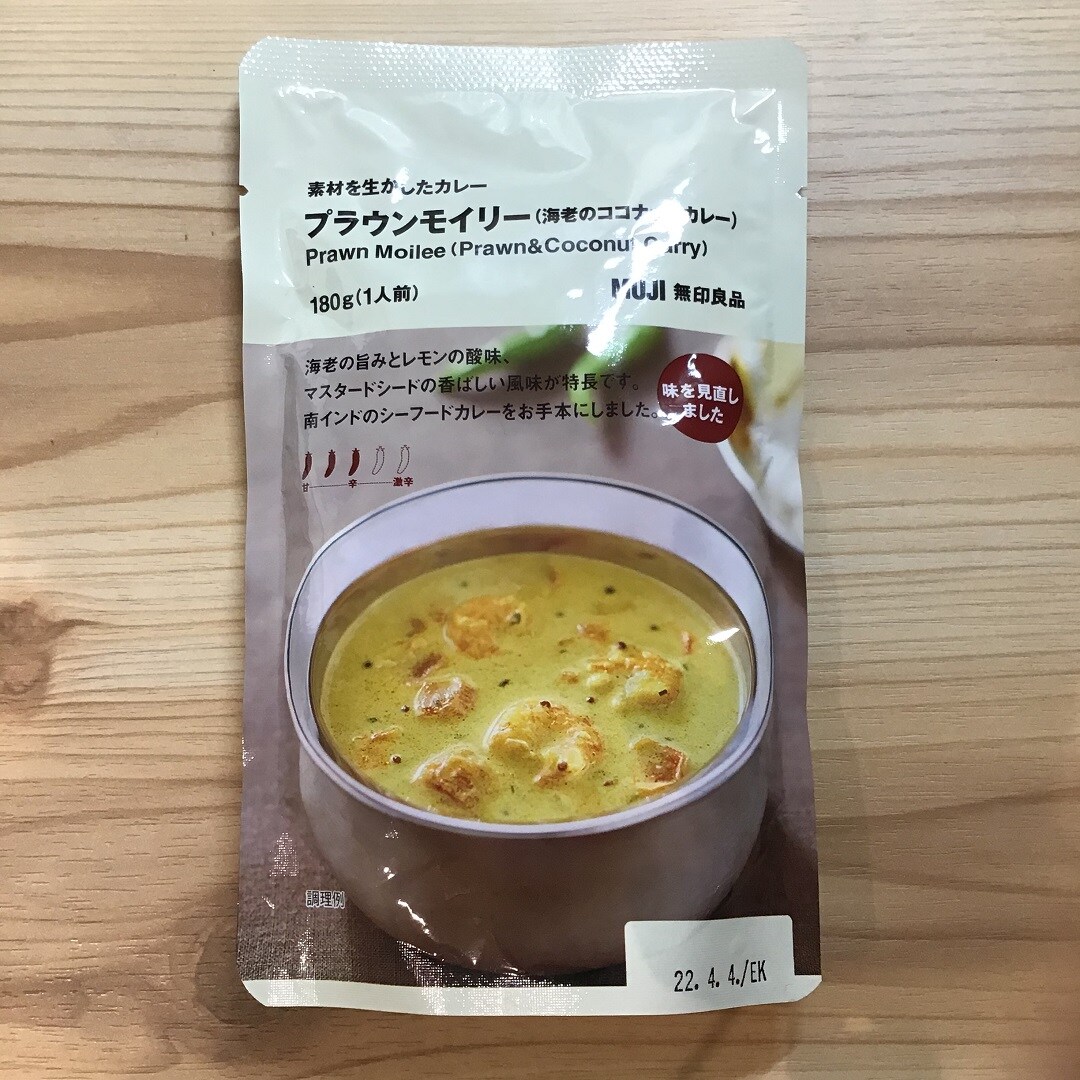 素材を生かしたカレー
プラウンモイリー(海老のココナ カレー)
Prawn Moilee (Prawn&Coconut Curry)
180g(1人前)
MUJI 無印良品
海老の旨みとレモンの酸味、
マスタードシードの香ばしい風味が特長です。
南インドのシーフードカレーをお手本にしました。
味を見直し
ました
甘 辛 激辛
調理例
22. 4. 4./EK